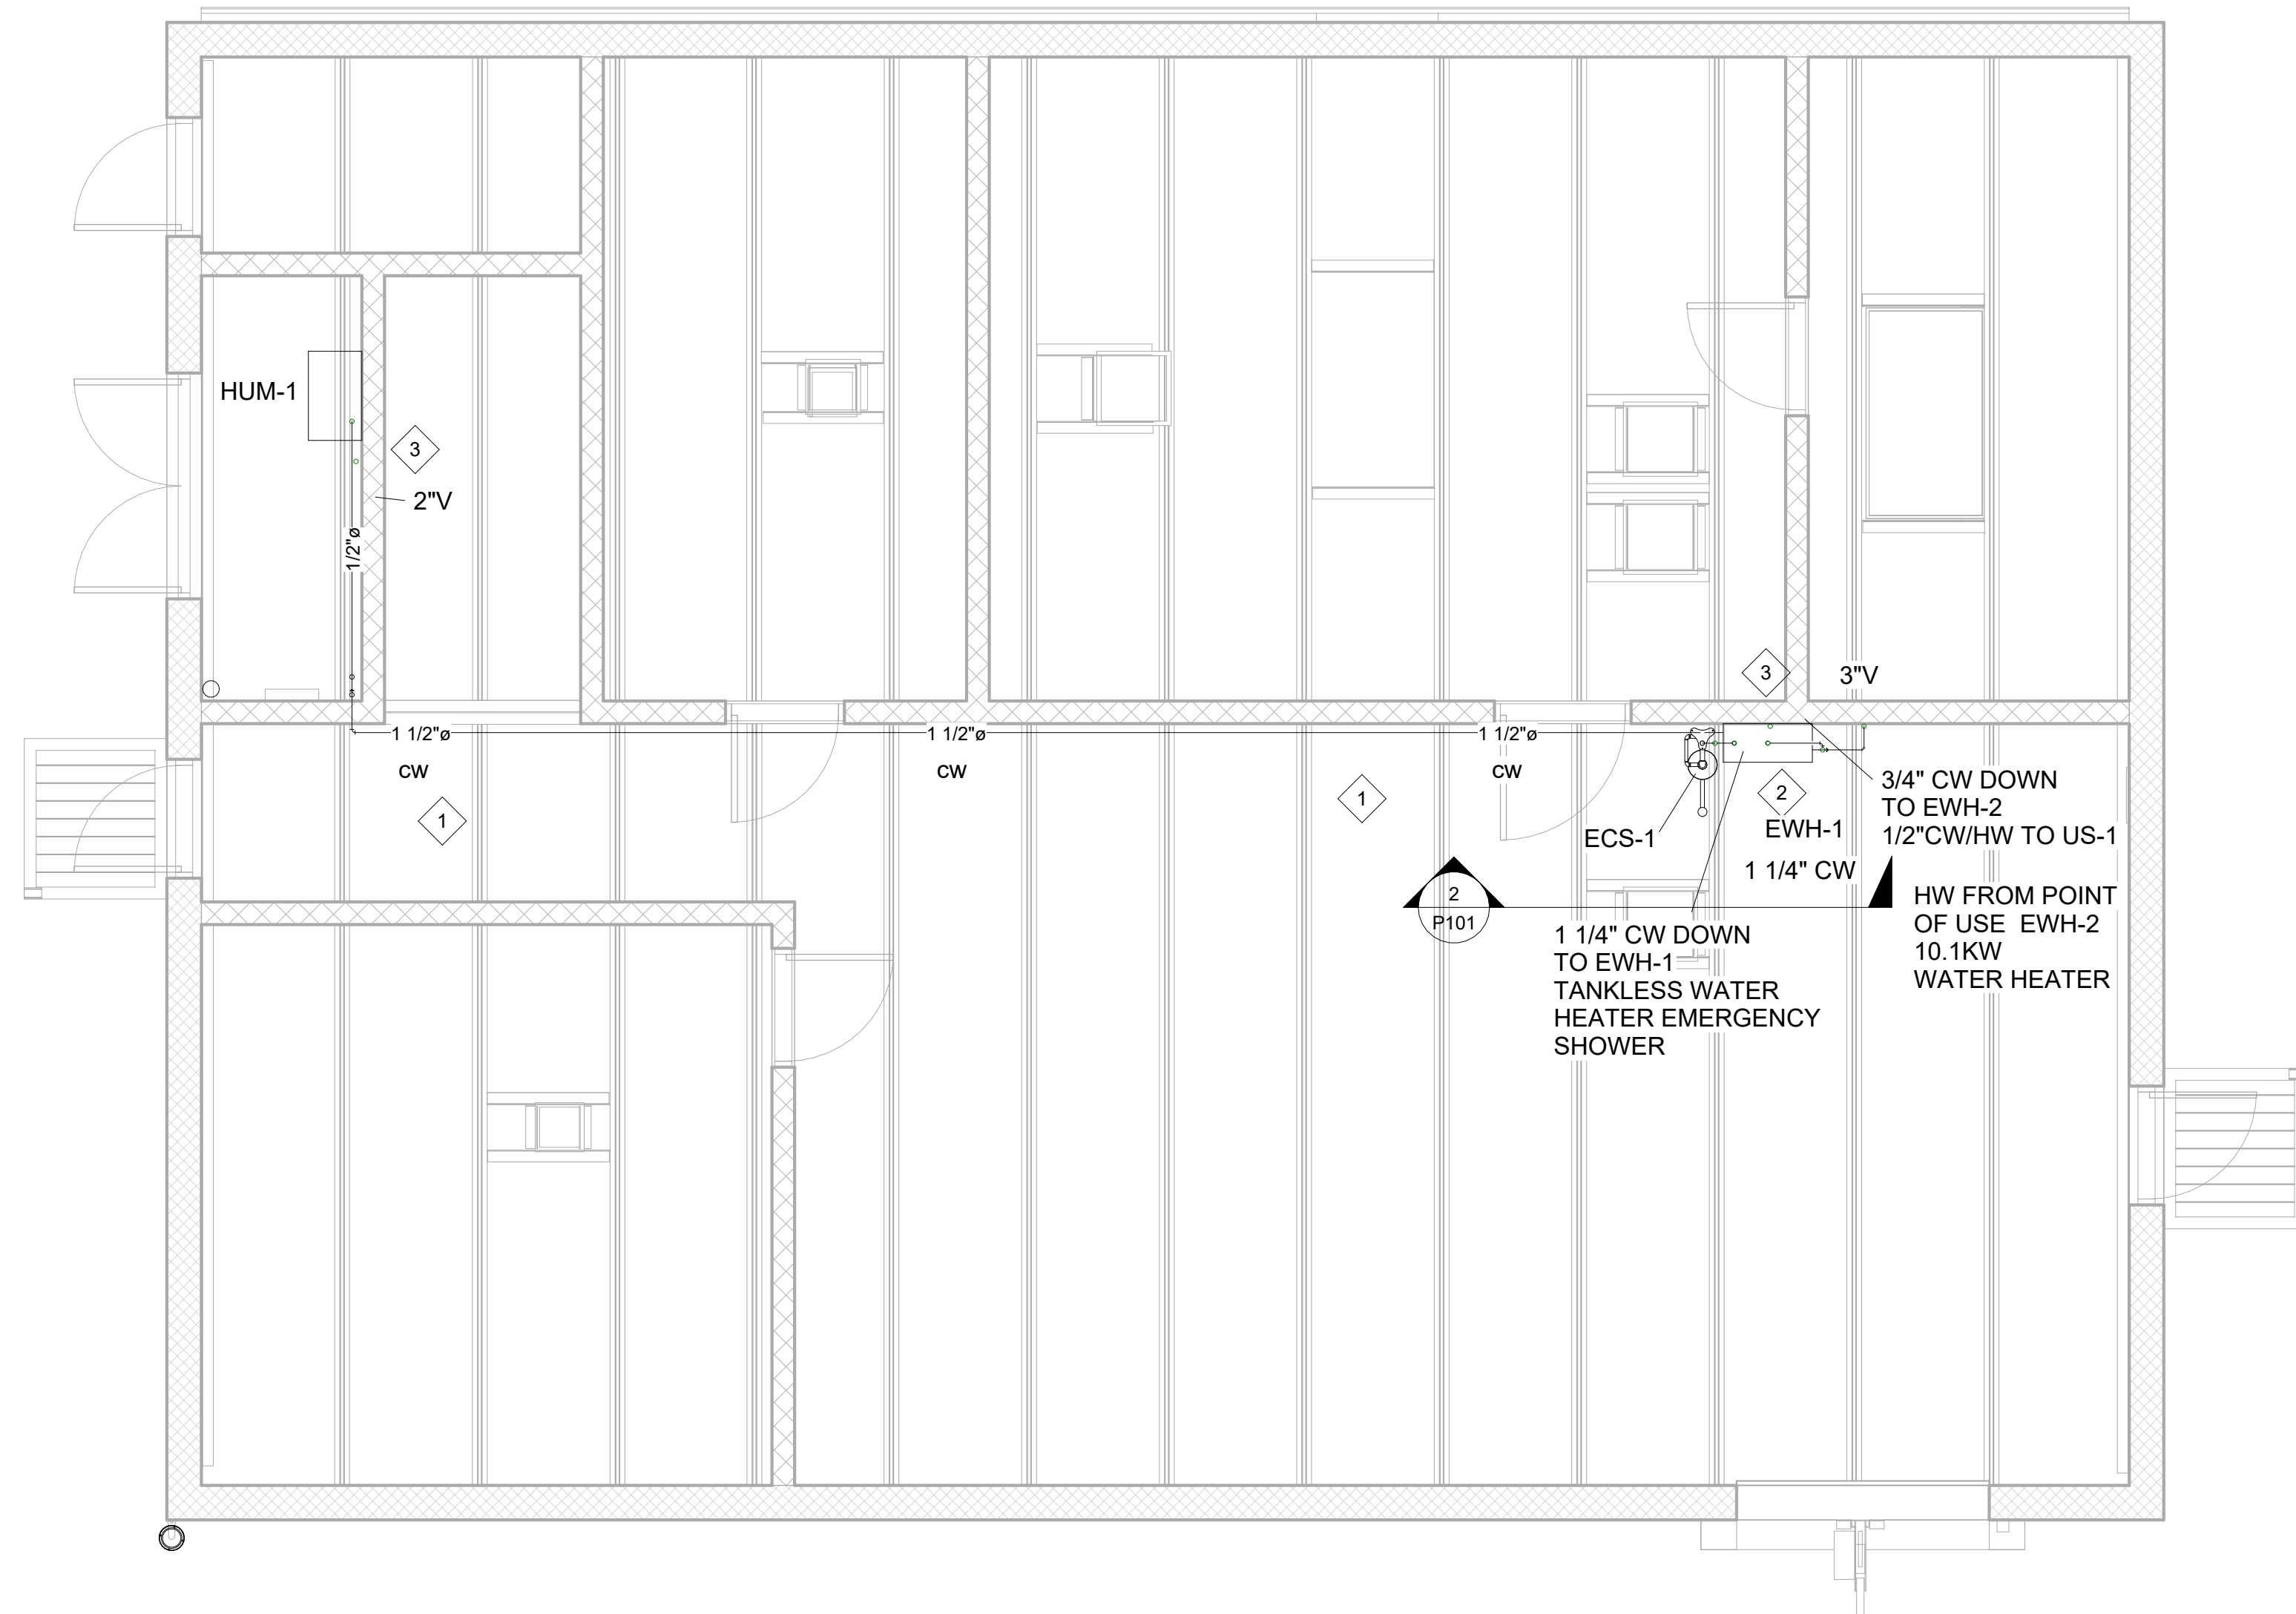 HUM-1
3
2"V
1/2"ø
3
3"V
1 1/2"ø
1 1/2"ø
1 1/2"ø
CW
CW
CW
1
1
2
3/4" CW DOWN
TO EWH-2
1/2"CW/HW TO US-1
EWH-1
ECS-1
1 1/4" CW
2
P101
HW FROM POINT
OF USE EWH-2
10.1KW
WATER HEATER
1 1/4" CW DOWN
TO EWH-1
TANKLESS WATER
HEATER EMERGENCY
SHOWER